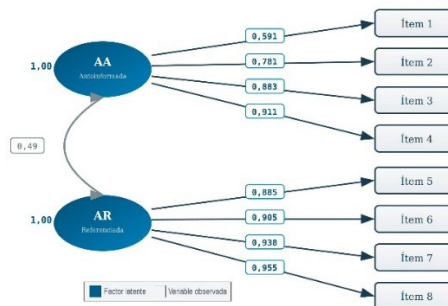 0,591
Ítem 1
AA
1,00
Autoinformada
0,781
Ítem 2
0,883
Ítem 3
0,911
Ítem 4
0,49
0,885
Ítem 5
AR
1,00
Referenciada
0,905
Ítem 6
0,938
Ítem 7
0,955
Ítem 8
Factor latente
Variable observada